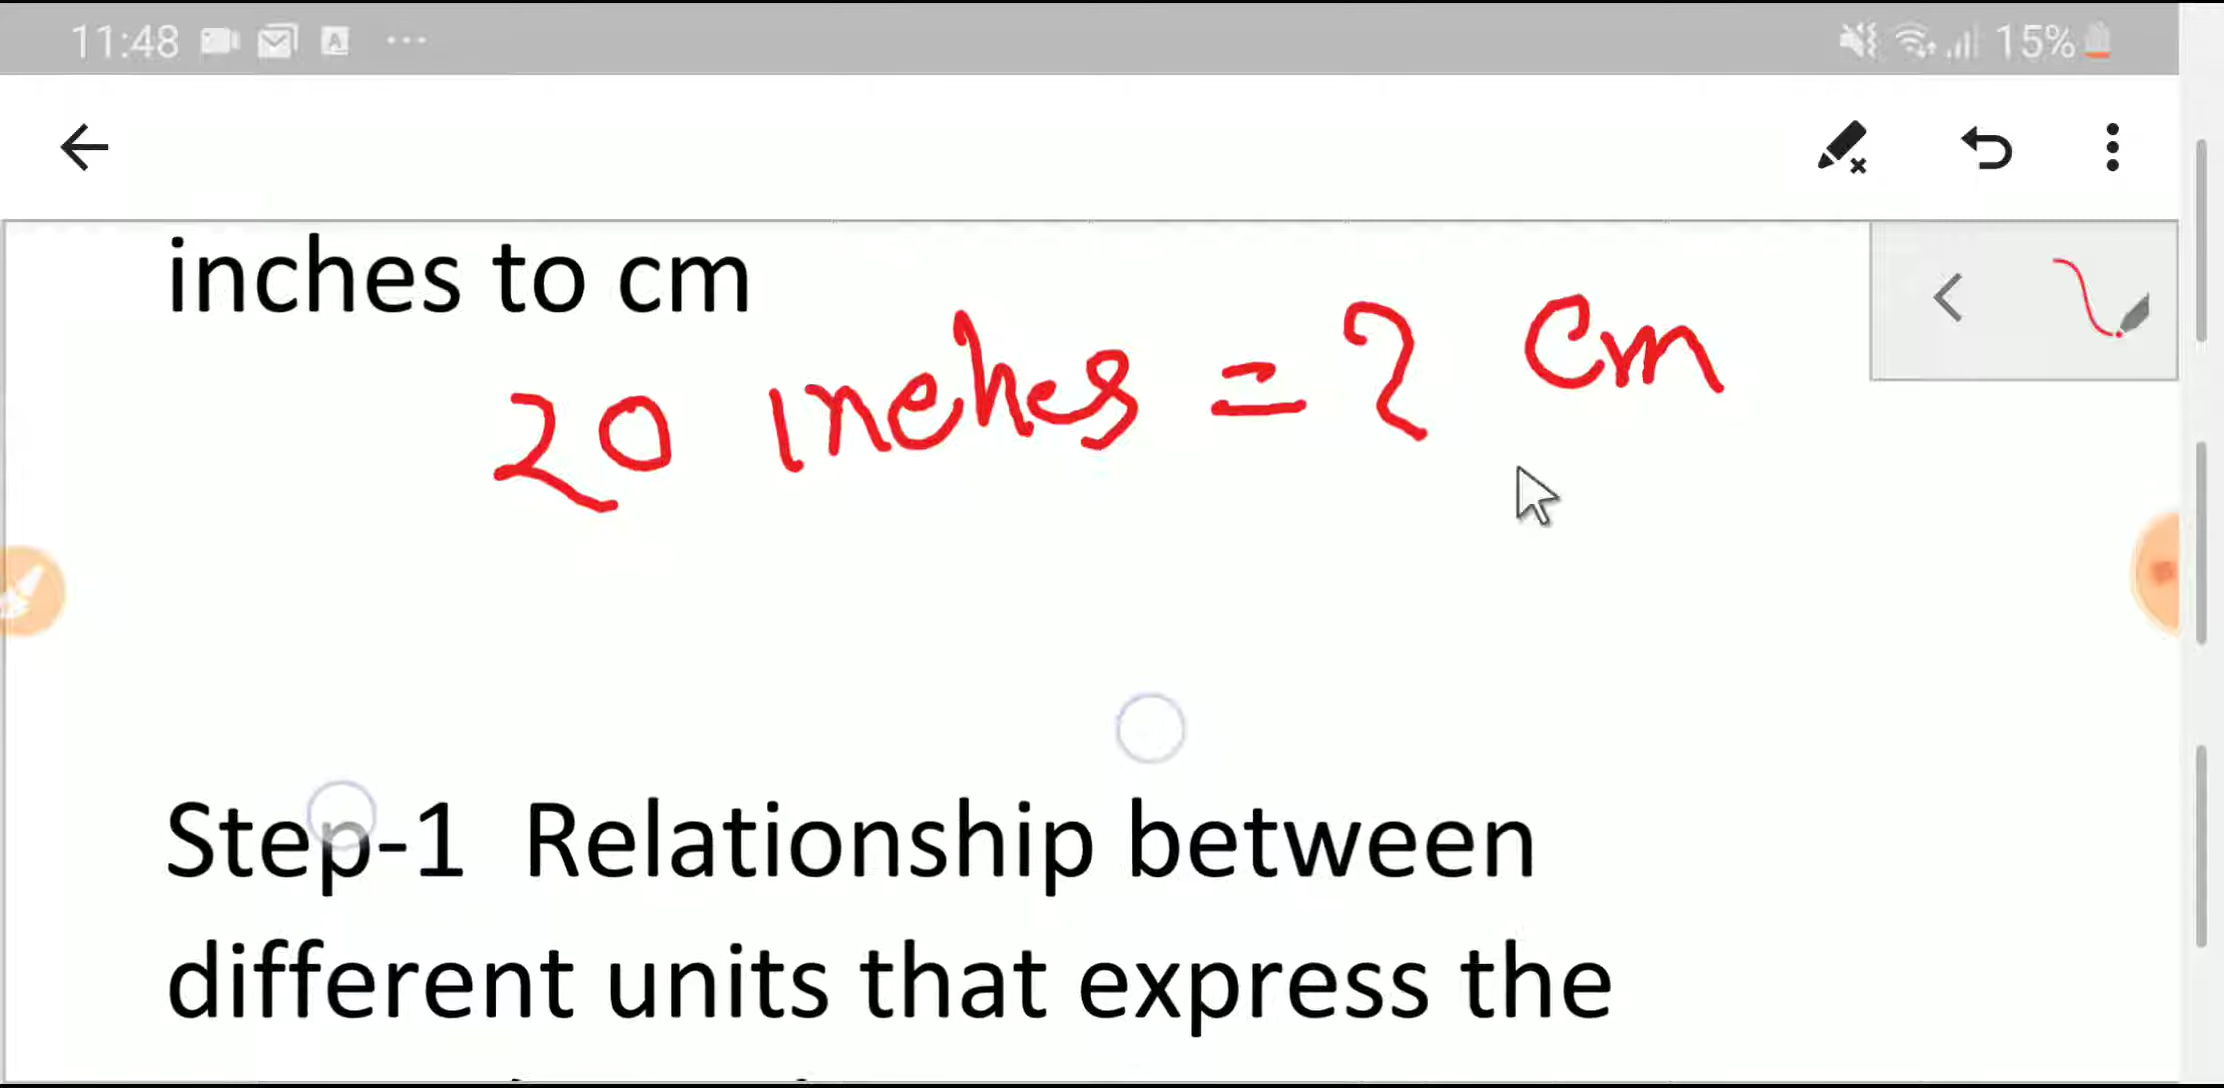 11:48 A ... 15%
inches to cm
20 inches = ? cm
Step-1 Relationship between
different units that express the